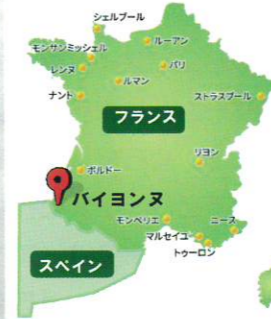 シェルブール
ルーアン
モンサンミッシェル
パリ
レンヌ
ルマン
ナント
ストラスブール
フランス
リヨン
ボルドー
バイヨンヌ
モンペリエ
ニース
マルセイユ
トゥーロン
スペイン